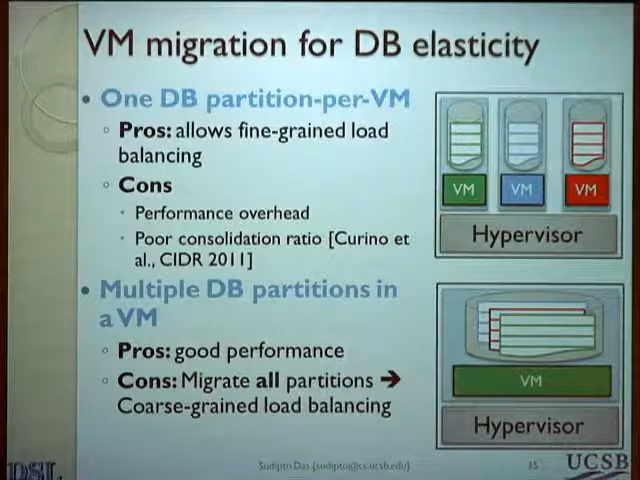 VM migration for DB elasticity
• One DB partition-per-VM
◦ Pros: allows fine-grained load
balancing
◦ Cons
Performance overhead
Poor consolidation ratio [Curino et
al., CIDR 2011]
• Multiple DB partitions in
a VM
◦ Pros: good performance
◦ Cons: Migrate all partitions ➔
Coarse-grained load balancing
VM VM VM
Hypervisor
VM
Hypervisor
DSL
Sudipto Das {sudipto@cs.ucsb.edu}
35
UCSB